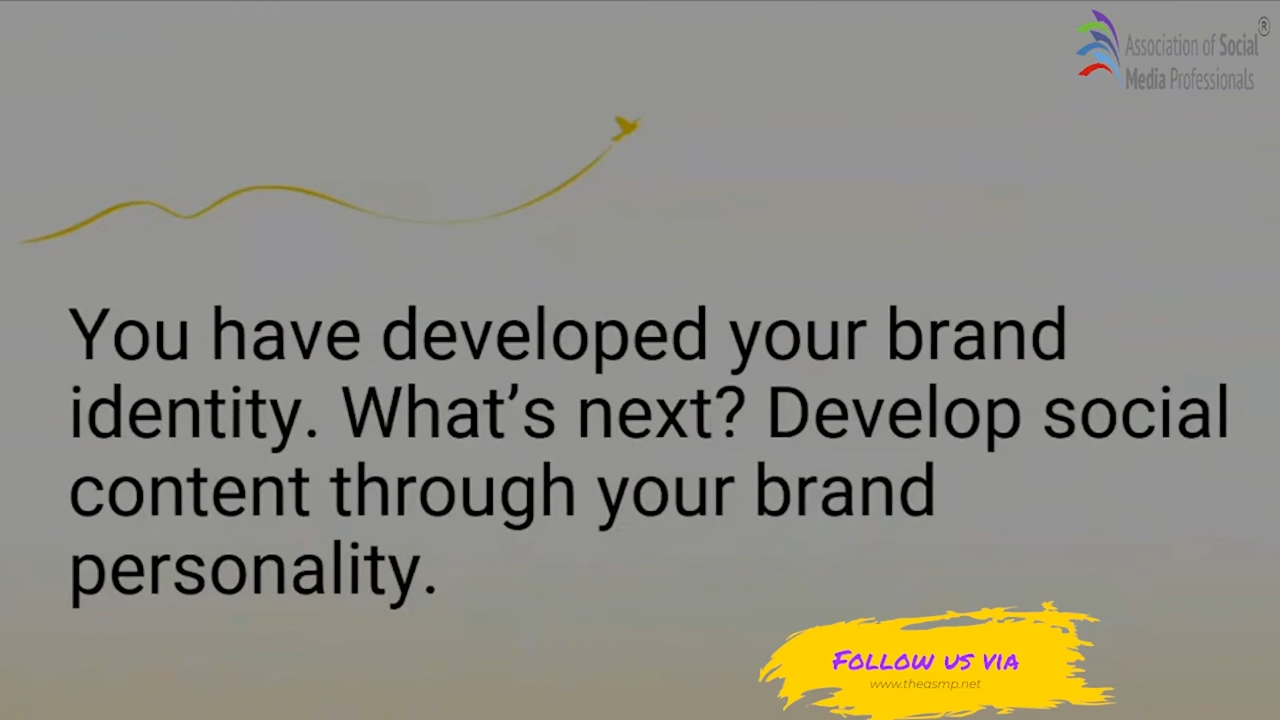 Association of Social ®
Media Professionals
You have developed your brand
identity. What’s next? Develop social
content through your brand
personality.
Follow us via
www.theasmp.net